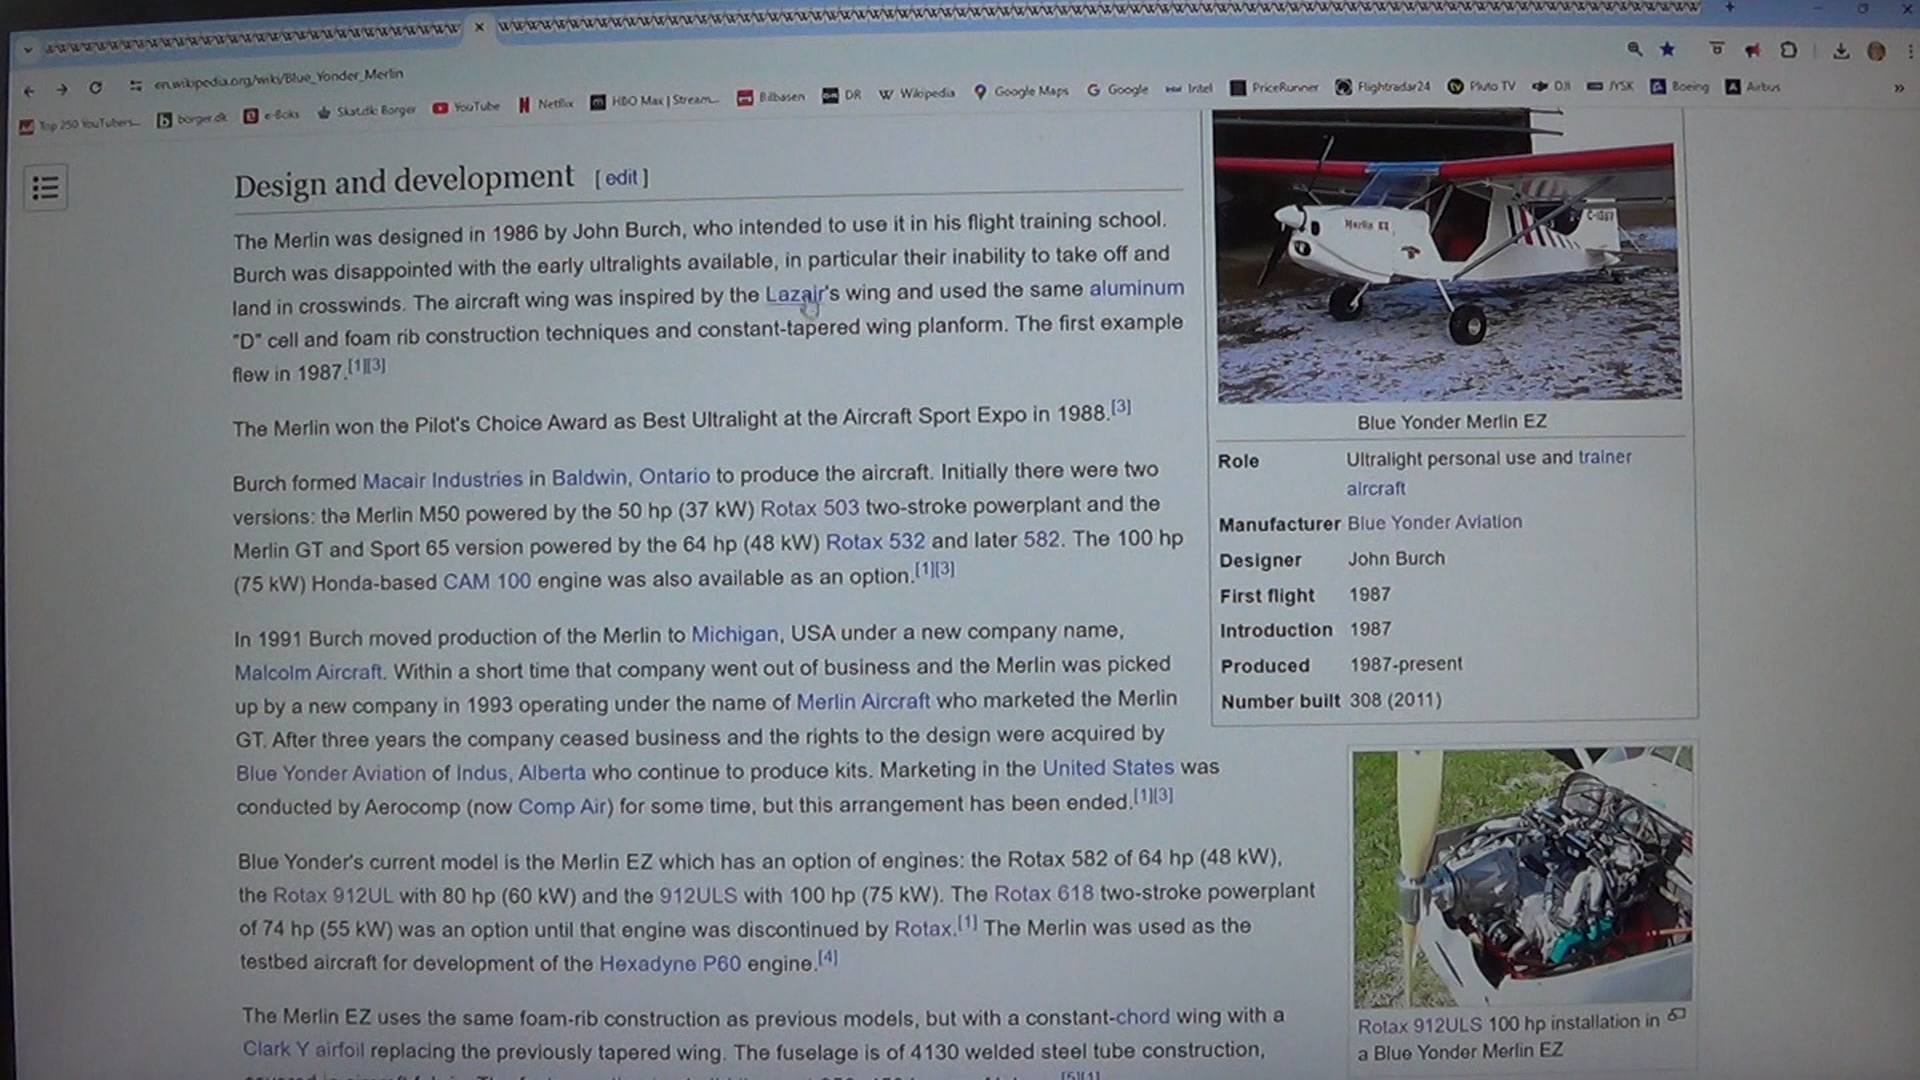 en.wikipedia.org/wiki/Blue_Yonder_Merlin
Top 250 YouTubers... borger.dk e-Boks Skat.dk: Borger YouTube Netflix HBO Max | Stream... Bilbasen DR Wikipedia Google Maps Google Intel PriceRunner Flightradar24 Pluto TV DJI JYSK Boeing Airbus
Design and development [ edit ]
The Merlin was designed in 1986 by John Burch, who intended to use it in his flight training school.
Burch was disappointed with the early ultralights available, in particular their inability to take off and
land in crosswinds. The aircraft wing was inspired by the Lazair's wing and used the same aluminum
"D" cell and foam rib construction techniques and constant-tapered wing planform. The first example
flew in 1987.[1][3]
The Merlin won the Pilot's Choice Award as Best Ultralight at the Aircraft Sport Expo in 1988.[3]
Burch formed Macair Industries in Baldwin, Ontario to produce the aircraft. Initially there were two
versions: the Merlin M50 powered by the 50 hp (37 kW) Rotax 503 two-stroke powerplant and the
Merlin GT and Sport 65 version powered by the 64 hp (48 kW) Rotax 532 and later 582. The 100 hp
(75 kW) Honda-based CAM 100 engine was also available as an option.[1][3]
In 1991 Burch moved production of the Merlin to Michigan, USA under a new company name,
Malcolm Aircraft. Within a short time that company went out of business and the Merlin was picked
up by a new company in 1993 operating under the name of Merlin Aircraft who marketed the Merlin
GT. After three years the company ceased business and the rights to the design were acquired by
Blue Yonder Aviation of Indus, Alberta who continue to produce kits. Marketing in the United States was
conducted by Aerocomp (now Comp Air) for some time, but this arrangement has been ended.[1][3]
Blue Yonder's current model is the Merlin EZ which has an option of engines: the Rotax 582 of 64 hp (48 kW),
the Rotax 912UL with 80 hp (60 kW) and the 912ULS with 100 hp (75 kW). The Rotax 618 two-stroke powerplant
of 74 hp (55 kW) was an option until that engine was discontinued by Rotax.[1] The Merlin was used as the
testbed aircraft for development of the Hexadyne P60 engine.[4]
The Merlin EZ uses the same foam-rib construction as previous models, but with a constant-chord wing with a
Clark Y airfoil replacing the previously tapered wing. The fuselage is of 4130 welded steel tube construction,
[5][1]
Merlin EZ
Blue Yonder Merlin EZ
Role Ultralight personal use and trainer
aircraft
Manufacturer Blue Yonder Aviation
Designer John Burch
First flight 1987
Introduction 1987
Produced 1987-present
Number built 308 (2011)
Rotax 912ULS 100 hp installation in
a Blue Yonder Merlin EZ